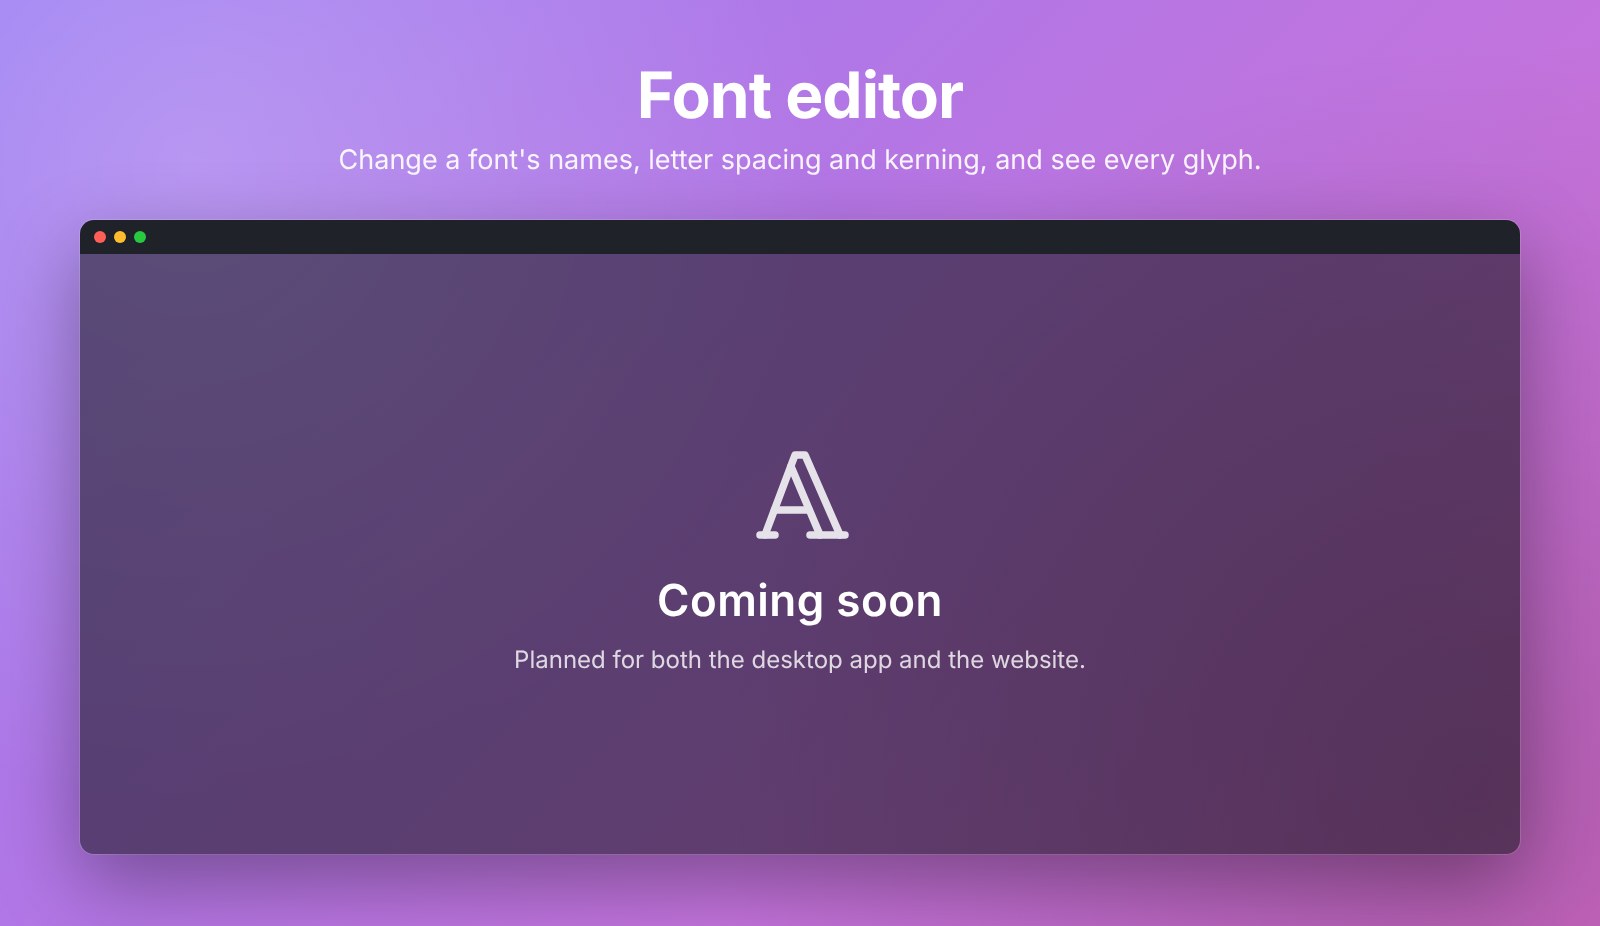 Font editor
Change a font's names, letter spacing and kerning, and see every glyph.
Coming soon
Planned for both the desktop app and the website.